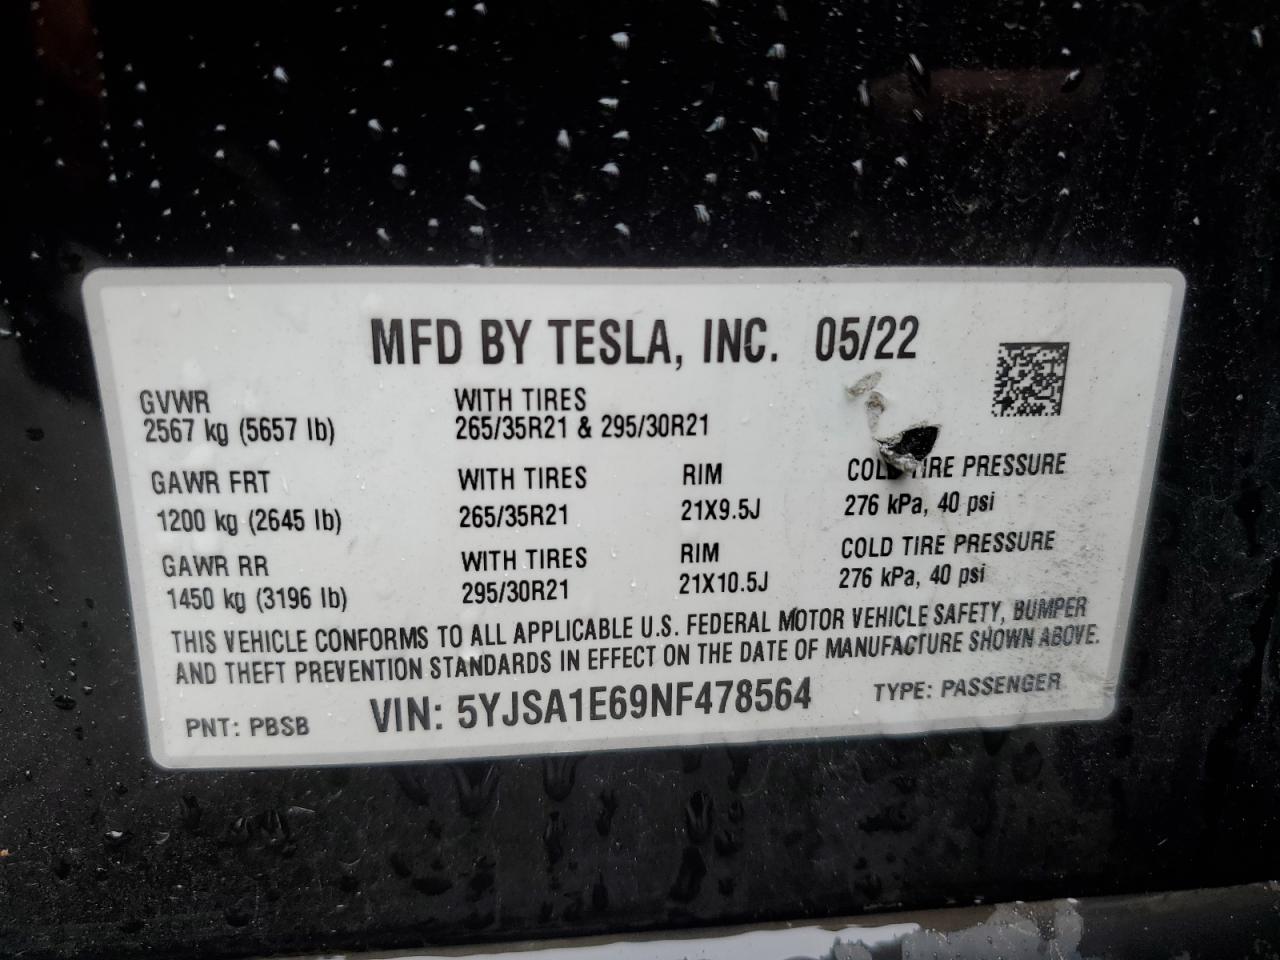 MFD BY TESLA, INC. 05/22
GVWR WITH TIRES
2567 kg (5657 lb) 265/35R21 & 295/30R21
GAWR FRT WITH TIRES RIM COLD TIRE PRESSURE
1200 kg (2645 lb) 265/35R21 21X9.5J 276 kPa, 40 psi
GAWR RR WITH TIRES RIM COLD TIRE PRESSURE
1450 kg (3196 lb) 295/30R21 21X10.5J 276 kPa, 40 psi
THIS VEHICLE CONFORMS TO ALL APPLICABLE U.S. FEDERAL MOTOR VEHICLE SAFETY, BUMPER
AND THEFT PREVENTION STANDARDS IN EFFECT ON THE DATE OF MANUFACTURE SHOWN ABOVE.
PNT: PBSB VIN: 5YJSA1E69NF478564 TYPE: PASSENGER